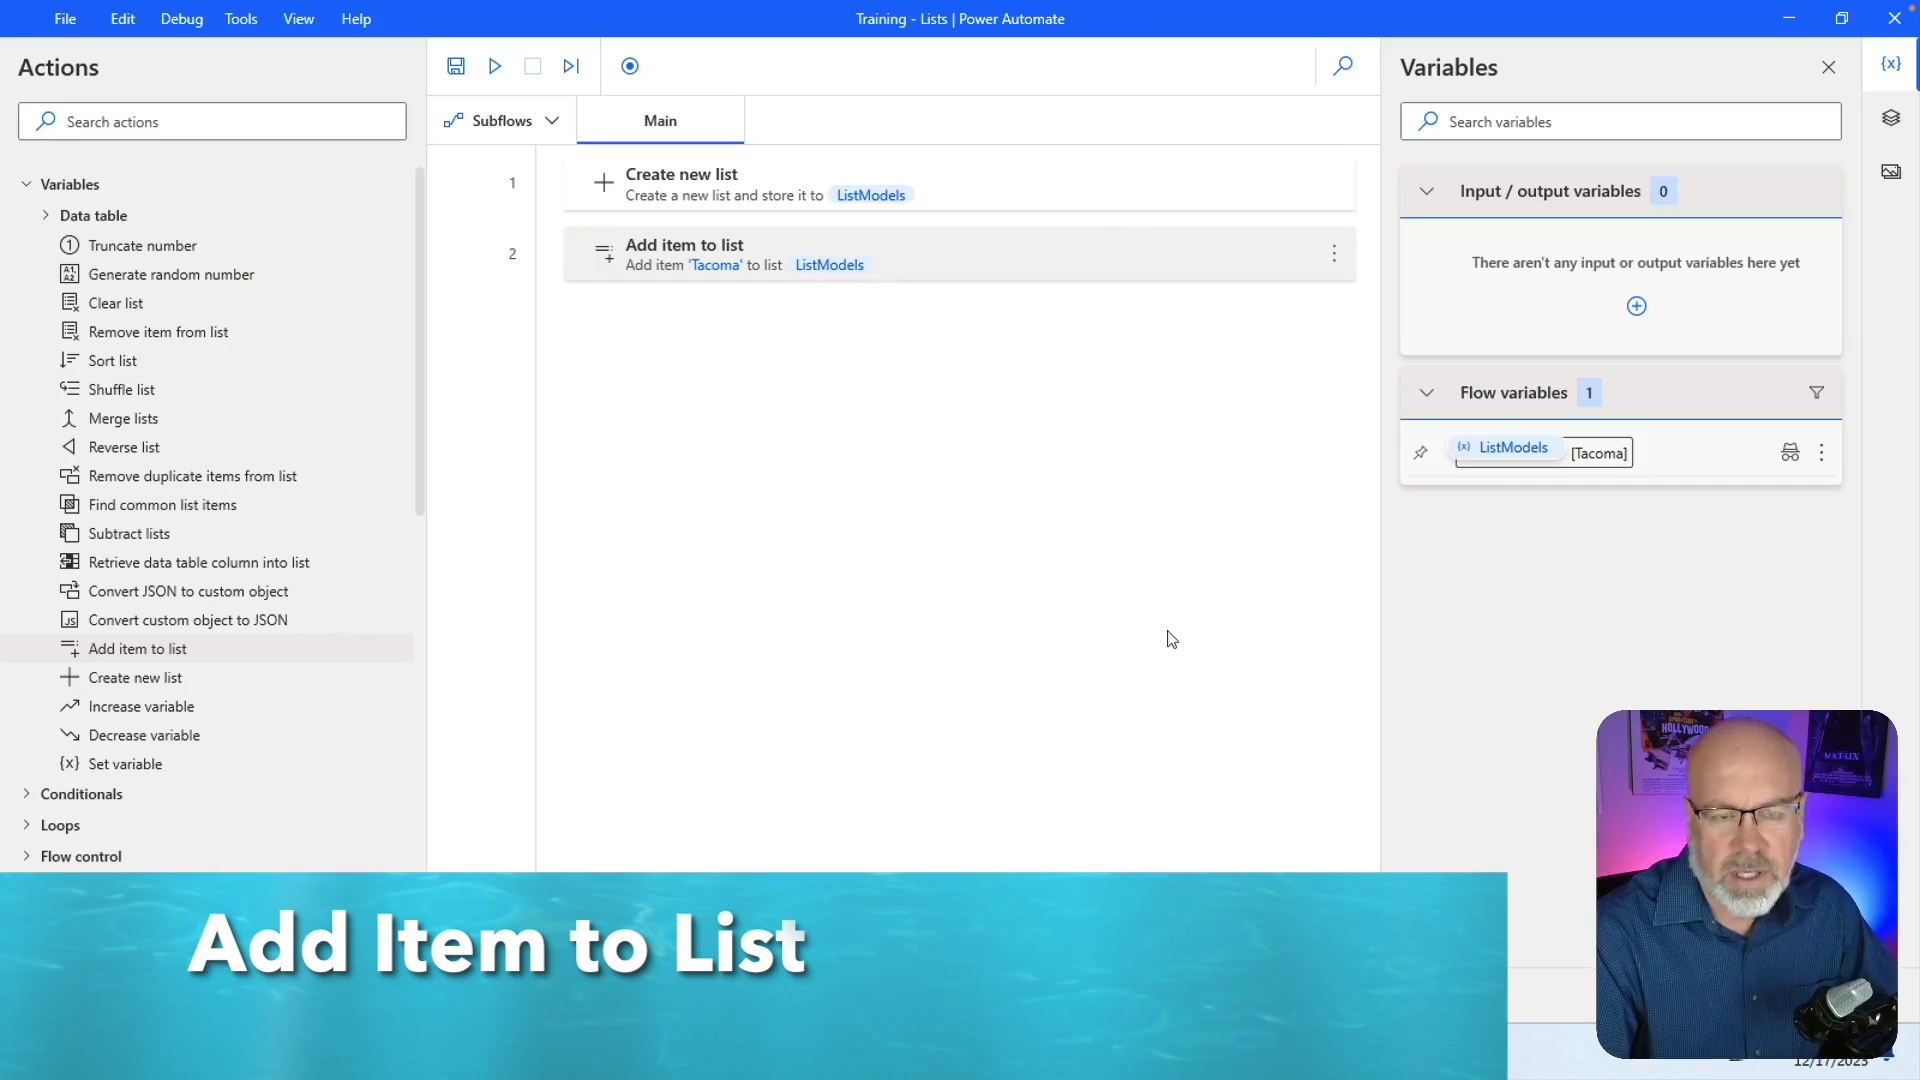 File Edit Debug Tools View Help
Training - Lists | Power Automate
Actions
Search actions
Variables
Data table
Truncate number
Generate random number
Clear list
Remove item from list
Sort list
Shuffle list
Merge lists
Reverse list
Remove duplicate items from list
Find common list items
Subtract lists
Retrieve data table column into list
Convert JSON to custom object
Convert custom object to JSON
Add item to list
Create new list
Increase variable
Decrease variable
{x} Set variable
Conditionals
Loops
Flow control
Subflows
Main
1
Create new list
Create a new list and store it to ListModels
2
Add item to list
Add item 'Tacoma' to list ListModels
Variables
{x}
Search variables
Input / output variables 0
There aren't any input or output variables here yet
Flow variables 1
(x) ListModels [Tacoma]
HOLLYWOOD
MATRIX
Add Item to List
12/17/2023